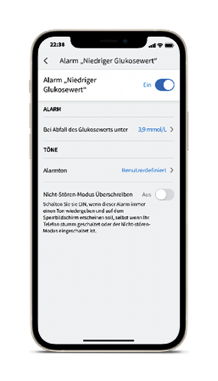 22:38
Alarm „Niedriger Glukosewert“
Alarm „Niedriger
Glukosewert“
Ein
ALARM
Bei Abfall des Glukosewerts unter 3,9 mmol/L
TÖNE
Alarmton Benutzerdefiniert
Nicht-Stören-Modus Überschreiben Aus
Schalten Sie sie EIN, wenn dieser Alarm immer
einen Ton wiedergeben und auf dem
Sperrbildschirm erscheinen soll, selbst wenn Ihr
Telefon stumm geschaltet oder der Nicht-stören-
Modus eingeschaltet ist.